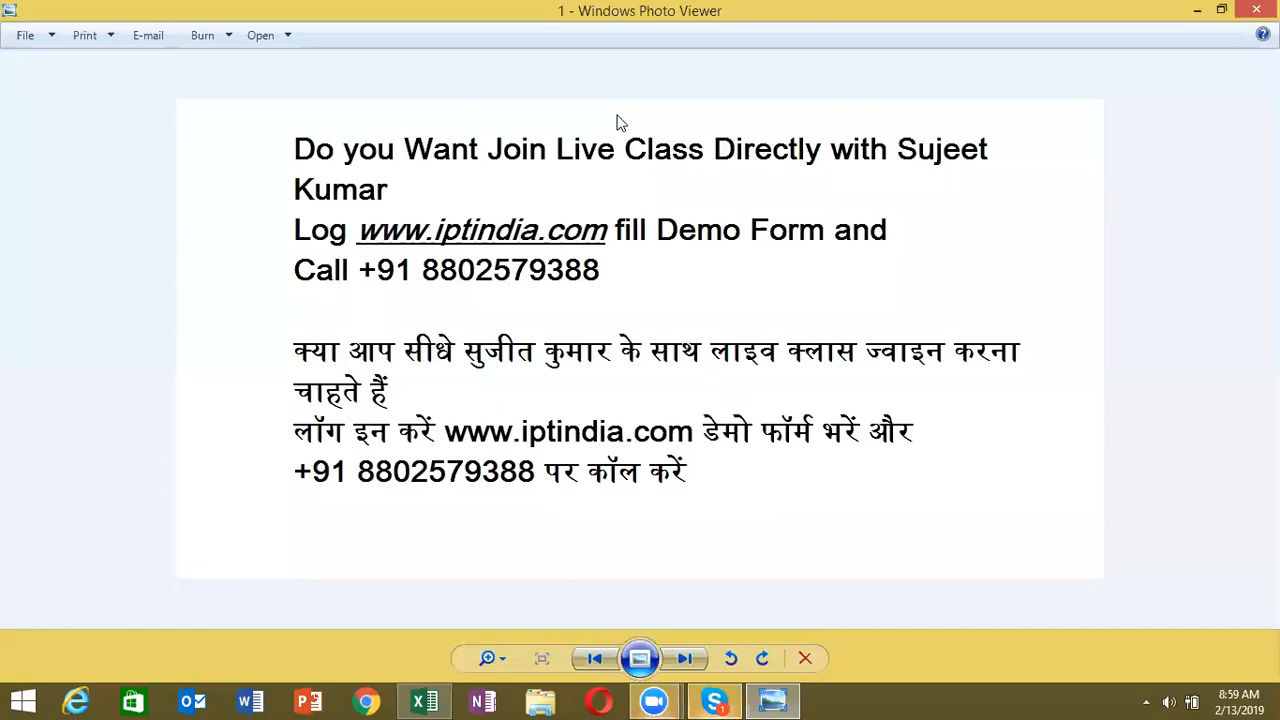 1 - Windows Photo Viewer
File Print E-mail Burn Open
Do you Want Join Live Class Directly with Sujeet
Kumar
Log www.iptindia.com fill Demo Form and
Call +91 8802579388
क्या आप सीधे सुजीत कुमार के साथ लाइव क्लास ज्वाइन करना
चाहते हैं
लॉग इन करें www.iptindia.com डेमो फॉर्म भरें और
+91 8802579388 पर कॉल करें
8:59 AM
2/13/2019